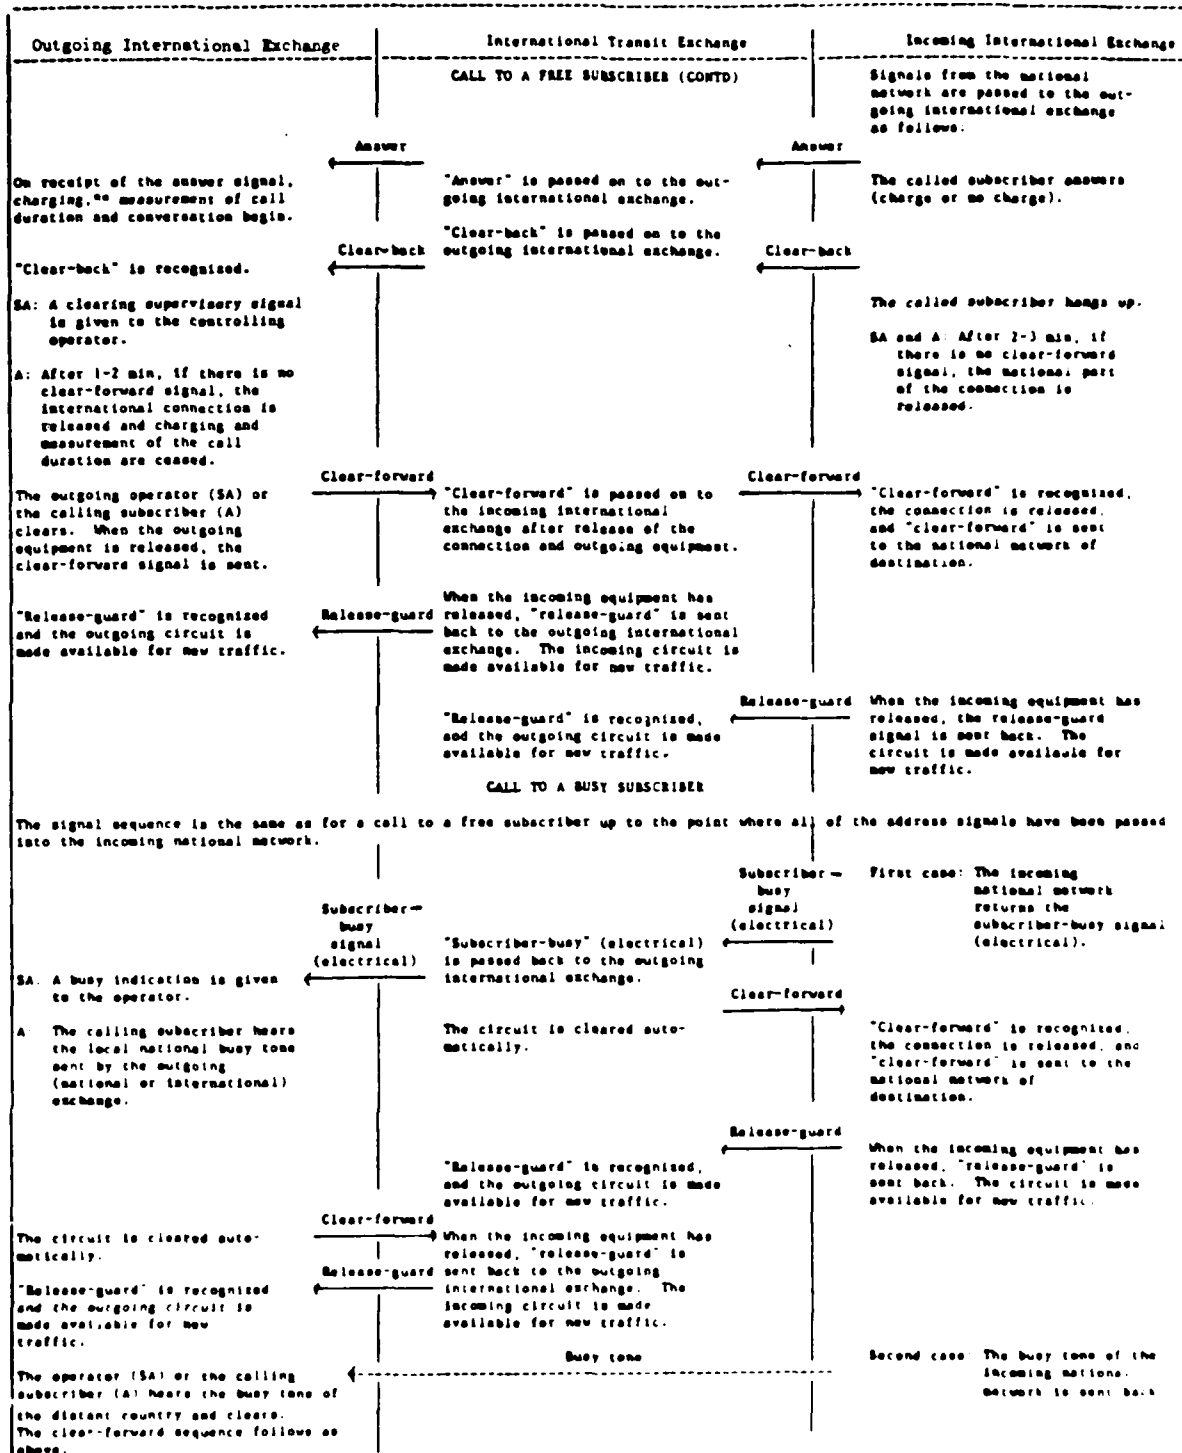 Outgoing International Exchange
International Transit Exchange
Incoming International Exchange
CALL TO A FREE SUBSCRIBER (CONTD)
Signals from the national
network are passed to the out-
going international exchange
as follows:
Answer
Answer
On receipt of the answer signal,
charging,** measurement of call
duration and conversation begin.
"Answer" is passed on to the out-
going international exchange.
The called subscriber answers
(charge or no charge).
"Clear-back" is passed on to the
outgoing international exchange.
Clear-back
Clear-back
"Clear-back" is recognized.
SA: A clearing supervisory signal
is given to the controlling
operator.
The called subscriber hangs up.
SA and A: After 2-3 min, if
there is no clear-forward
signal, the national part
of the connection is
released.
A: After 1-2 min, if there is no
clear-forward signal, the
international connection is
released and charging and
measurement of the call
duration are ceased.
Clear-forward
Clear-forward
The outgoing operator (SA) or
the calling subscriber (A)
clears. When the outgoing
equipment is released, the
clear-forward signal is sent.
"Clear-forward" is passed on to
the incoming international
exchange after release of the
connection and outgoing equipment.
"Clear-forward" is recognized,
the connection is released,
and "clear-forward" is sent
to the national network of
destination.
"Release-guard" is recognized
and the outgoing circuit is
made available for new traffic.
Release-guard
When the incoming equipment has
released, "release-guard" is sent
back to the outgoing international
exchange. The incoming circuit is
made available for new traffic.
"Release-guard" is recognized,
and the outgoing circuit is made
available for new traffic.
Release-guard
When the incoming equipment has
released, the release-guard
signal is sent back. The
circuit is made available for
new traffic.
CALL TO A BUSY SUBSCRIBER
The signal sequence is the same as for a call to a free subscriber up to the point where all of the address signals have been passed
into the incoming national network.
Subscriber-
busy
signal
(electrical)
First case: The incoming
national network
returns the
subscriber-busy signal
(electrical).
Subscriber-
busy
signal
(electrical)
"Subscriber-busy" (electrical)
is passed back to the outgoing
international exchange.
SA: A busy indication is given
to the operator.
Clear-forward
A: The calling subscriber hears
the local national busy tone
sent by the outgoing
(national or international)
exchange.
The circuit is cleared auto-
matically.
"Clear-forward" is recognized,
the connection is released, and
"clear-forward" is sent to the
national network of
destination.
Release-guard
"Release-guard" is recognized,
and the outgoing circuit is made
available for new traffic.
When the incoming equipment has
released, "release-guard" is
sent back. The circuit is made
available for new traffic.
Clear-forward
The circuit is cleared auto-
matically.
When the incoming equipment has
released, "release-guard" is
sent back to the outgoing
international exchange. The
incoming circuit is made
available for new traffic.
Release-guard
"Release-guard" is recognized
and the outgoing circuit is
made available for new
traffic.
Busy tone
Second case: The busy tone of the
incoming nationa.
network is sent back
The operator (SA) or the calling
subscriber (A) hears the busy tone of
the distant country and clears.
The clear-forward sequence follows as
above.